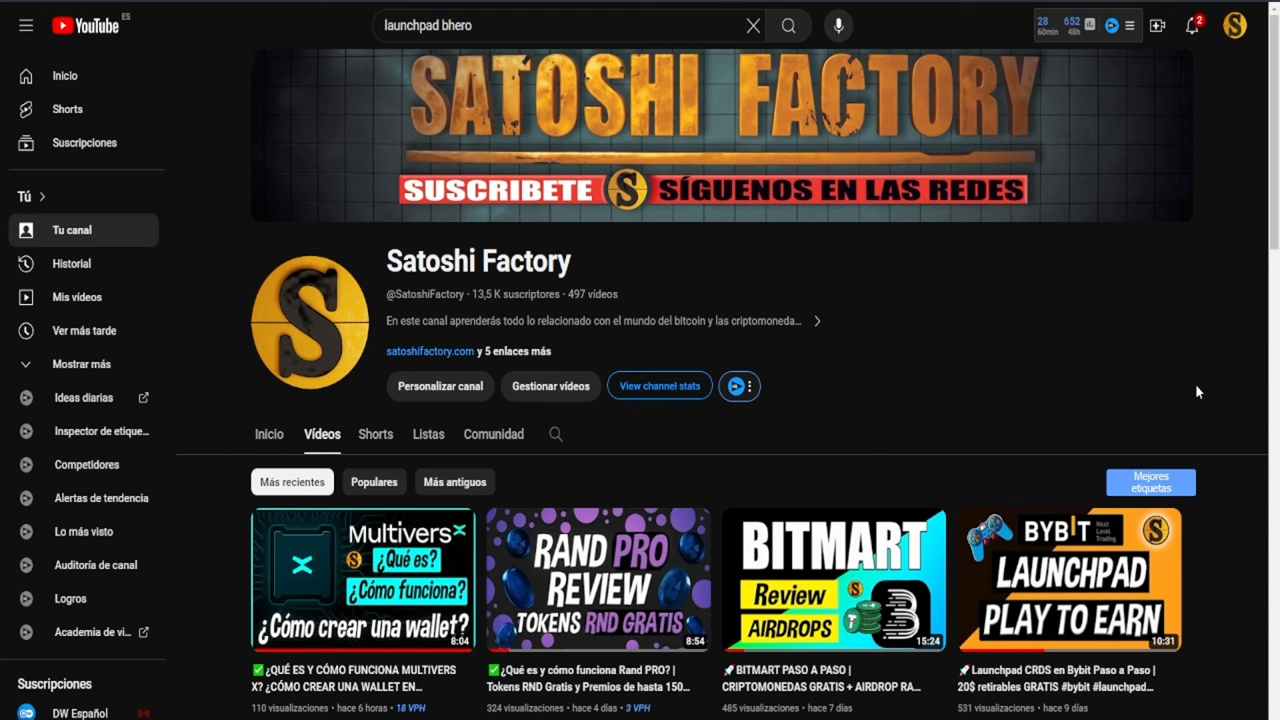 YouTube ES
launchpad bhero
28 60min 652 48h
2
Inicio
Shorts
Suscripciones
Tú
Tu canal
Historial
Mis vídeos
Ver más tarde
Mostrar más
Ideas diarias
Inspector de etique...
Competidores
Alertas de tendencia
Lo más visto
Auditoría de canal
Logros
Academia de vi...
Suscripciones
DW Español
SATOSHI FACTORY
SUSCRIBETE S SÍGUENOS EN LAS REDES
S
Satoshi Factory
@SatoshiFactory · 13,5 K suscriptores · 497 vídeos
En este canal aprenderás todo lo relacionado con el mundo del bitcoin y las criptomoneda...
satoshifactory.com y 5 enlaces más
Personalizar canal
Gestionar vídeos
View channel stats
Inicio Vídeos Shorts Listas Comunidad
Más recientes
Populares
Más antiguos
Mejores
etiquetas
MultiversX
¿Qué es?
¿Cómo funciona?
¿Cómo crear una wallet?
8:04
✅¿QUÉ ES Y CÓMO FUNCIONA MULTIVERS
X? ¿CÓMO CREAR UNA WALLET EN...
110 visualizaciones · hace 6 horas · 18 VPH
RAND PRO
REVIEW
TOKENS RND GRATIS
8:54
✅¿Qué es y cómo funciona Rand PRO? |
Tokens RND Gratis y Premios de hasta 150...
324 visualizaciones · hace 4 días · 3 VPH
BITMART
Review
AIRDROPS
15:24
🚀 BITMART PASO A PASO |
CRIPTOMONEDAS GRATIS + AIRDROP RA...
485 visualizaciones · hace 7 días
BYBIT Next
Level
Trading
LAUNCHPAD
PLAY TO EARN
10:31
🚀 Launchpad CRDS en Bybit Paso a Paso |
20$ retirables GRATIS #bybit #launchpad...
531 visualizaciones · hace 9 días